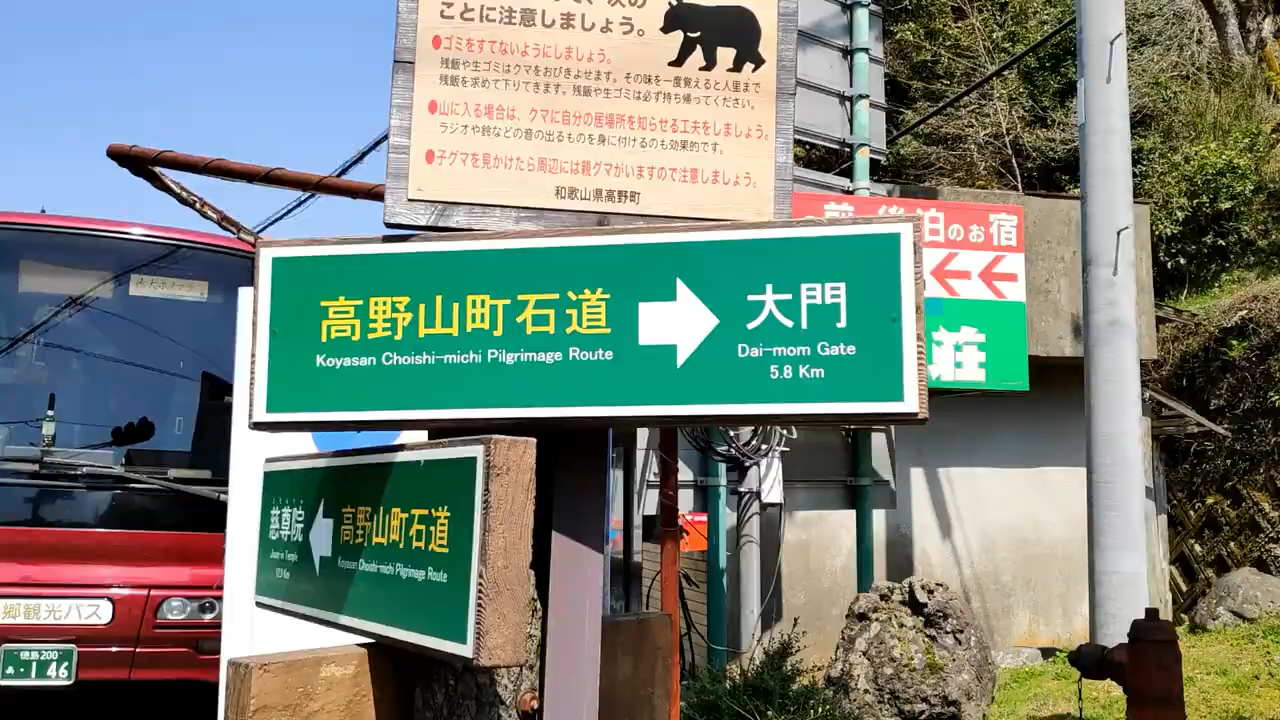 ことに注意しましょう。
●ゴミをすてないようにしましょう。
残飯や生ゴミはクマをおびきよせます。その味を一度覚えると人里まで
残飯を求めて下りてきます。残飯や生ゴミは必ず持ち帰ってください。
●山に入る場合は、クマに自分の居場所を知らせる工夫をしましょう。
ラジオや鈴などの音の出るものを身に付けるのも効果的です。
●子グマを見かけたら周辺には親グマがいますので注意しましょう。
和歌山県高野町
泊のお宿
荘
高野山町石道
Koyasan Choishi-michi Pilgrimage Route
大門
Dai-mom Gate
5.8 Km
慈尊院
高野山町石道
Koyasan Choishi-michi Pilgrimage Route
郷観光バス
徳島200
あ・146